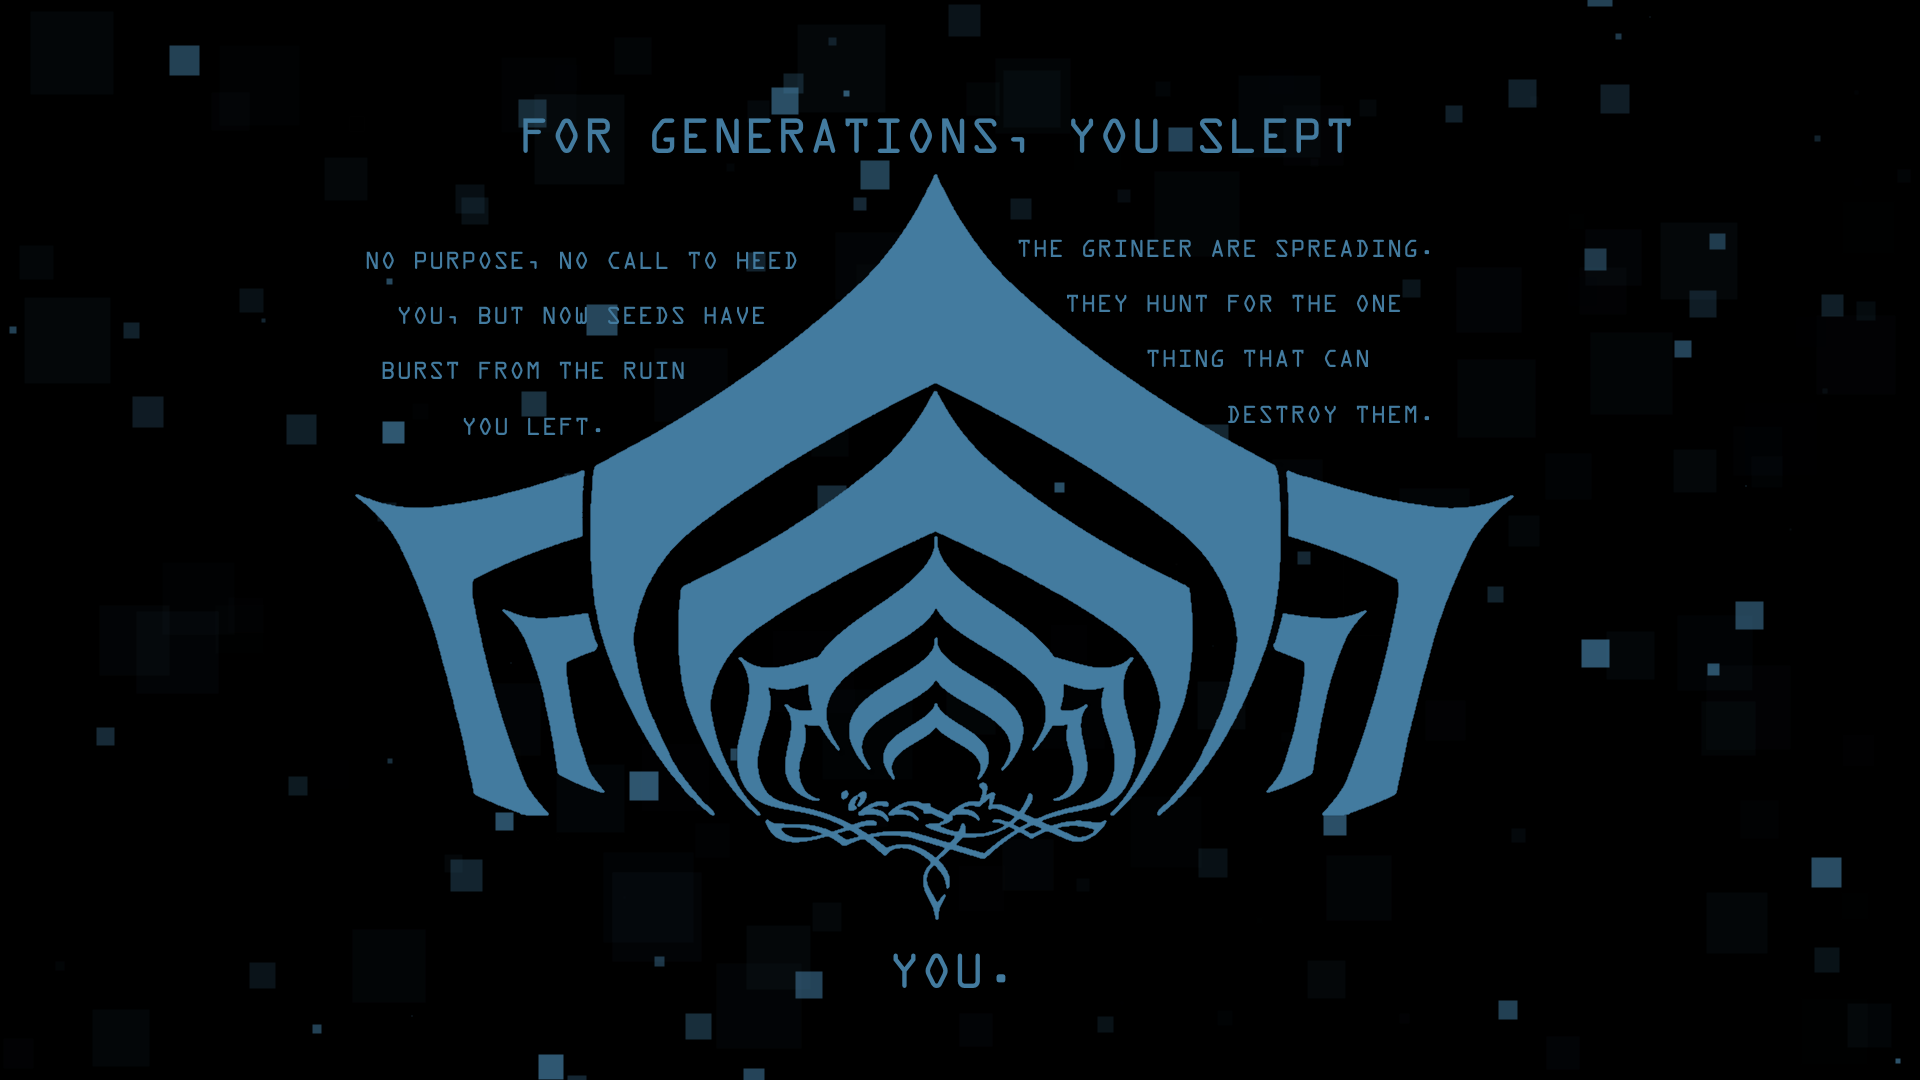 FOR GENERATIONS, YOU SLEPT
NO PURPOSE, NO CALL TO HEED
YOU, BUT NOW SEEDS HAVE
BURST FROM THE RUIN
YOU LEFT.
THE GRINEER ARE SPREADING.
THEY HUNT FOR THE ONE
THING THAT CAN
DESTROY THEM.
YOU.